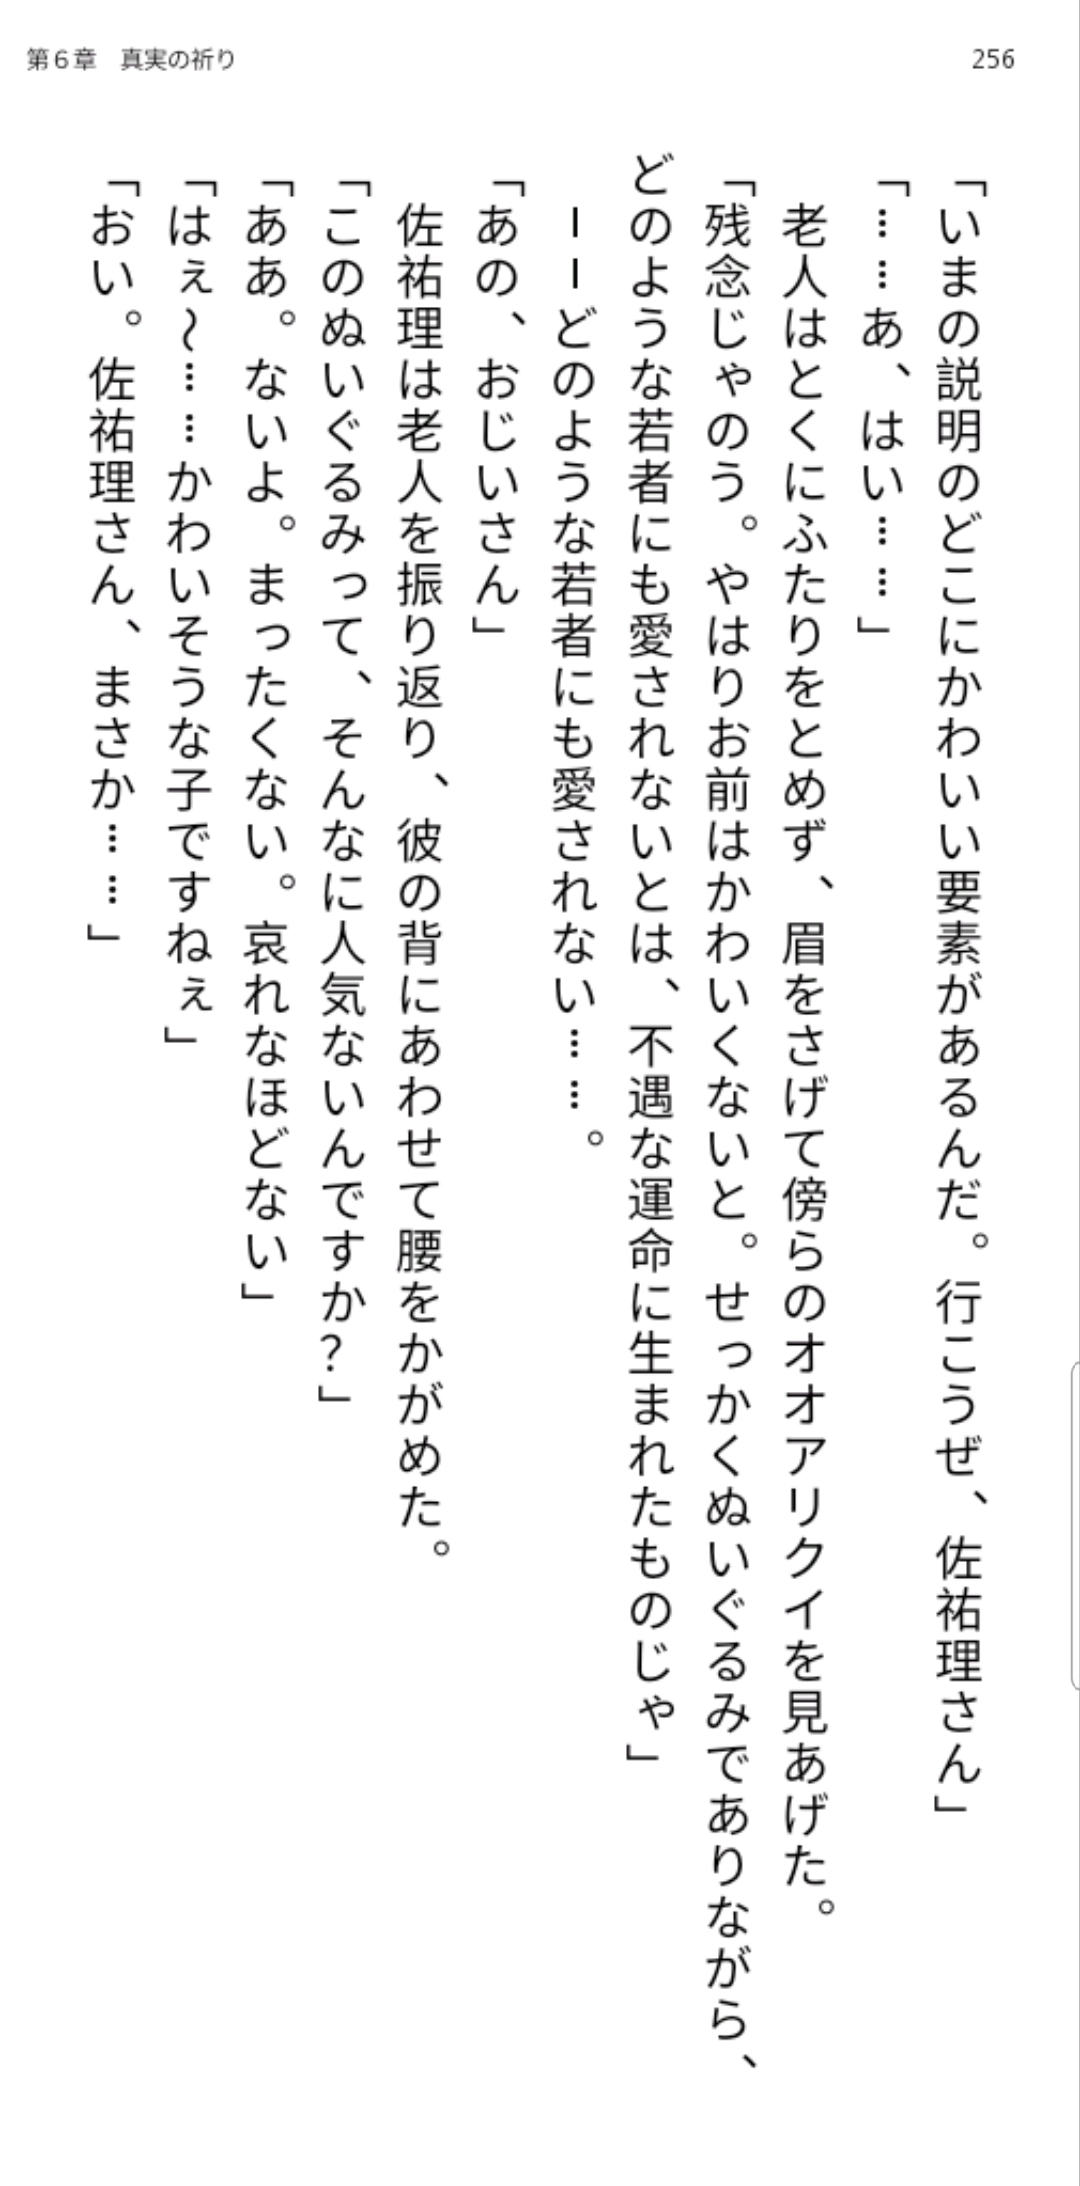 第6章　真実の祈り
256
「いまの説明のどこにかわいい要素があるんだ。行こうぜ、佐祐理さん」
「……あ、はい……」
老人はとくにふたりをとめず、眉をさげて傍らのオオアリクイを見あげた。
「残念じゃのう。やはりお前はかわいくないと。せっかくぬいぐるみでありながら、
どのような若者にも愛されないとは、不遇な運命に生まれたものじゃ」
――どのような若者にも愛されない……。
「あの、おじいさん」
佐祐理は老人を振り返り、彼の背にあわせて腰をかがめた。
「このぬいぐるみって、そんなに人気ないんですか？」
「ああ。ないよ。まったくない。哀れなほどない」
「はぇ～……かわいそうな子ですねぇ」
「おい。佐祐理さん、まさか……」